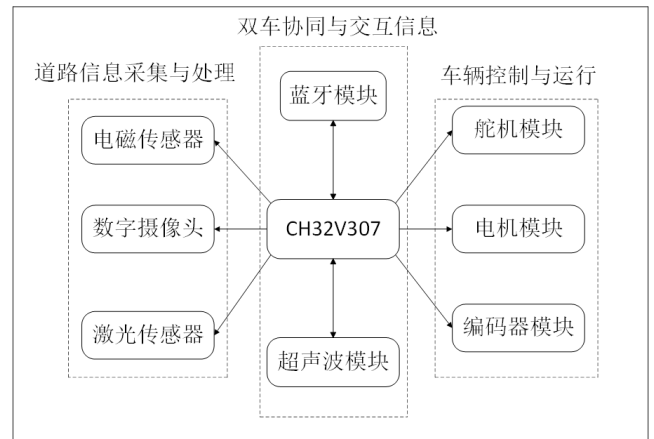 双车协同与交互信息
道路信息采集与处理
车辆控制与运行
蓝牙模块
电磁传感器
舵机模块
数字摄像头
CH32V307
电机模块
激光传感器
编码器模块
超声波模块